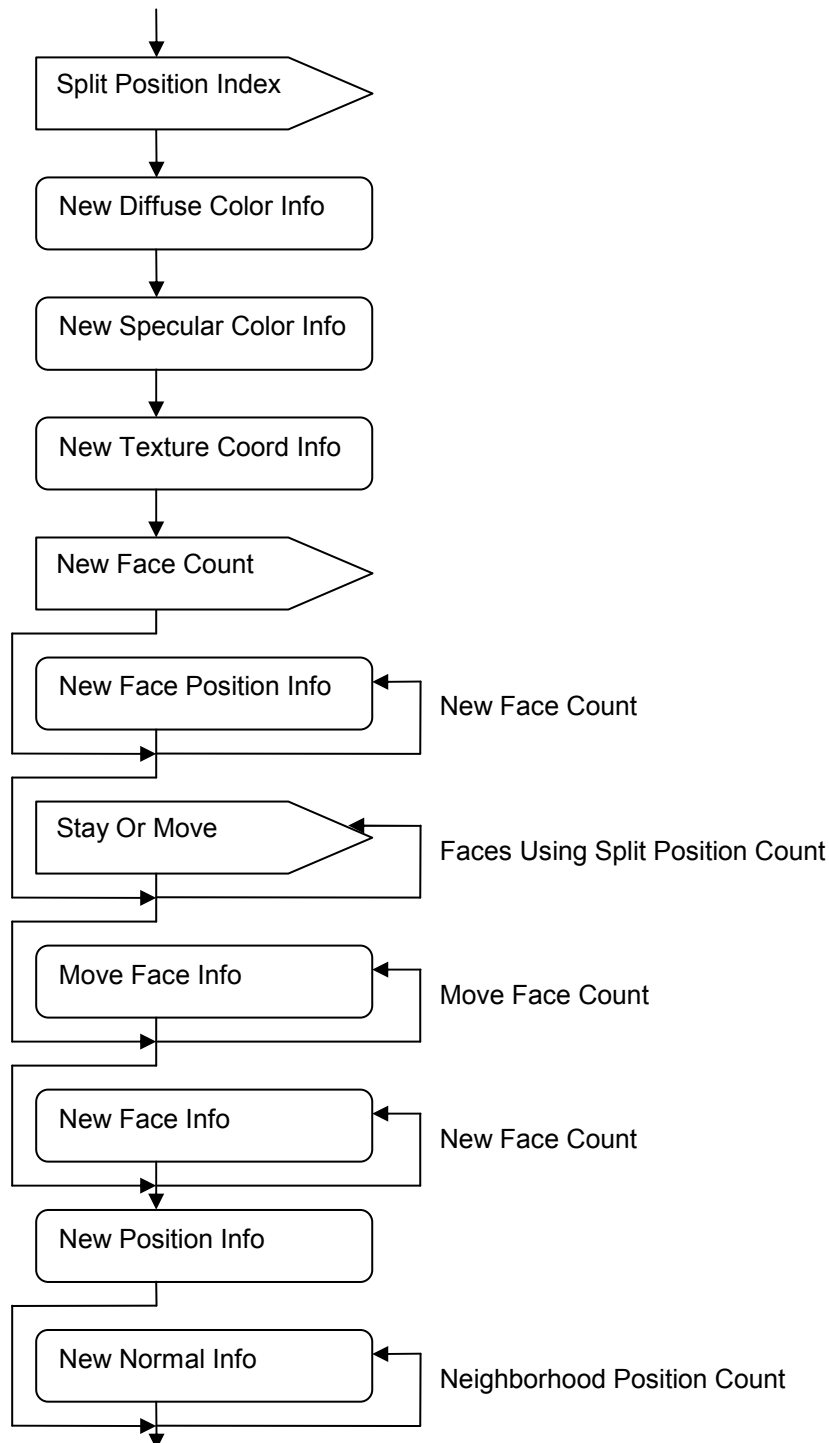 Split Position Index
New Diffuse Color Info
New Specular Color Info
New Texture Coord Info
New Face Count
New Face Position Info
New Face Count
Stay Or Move
Faces Using Split Position Count
Move Face Info
Move Face Count
New Face Info
New Face Count
New Position Info
New Normal Info
Neighborhood Position Count